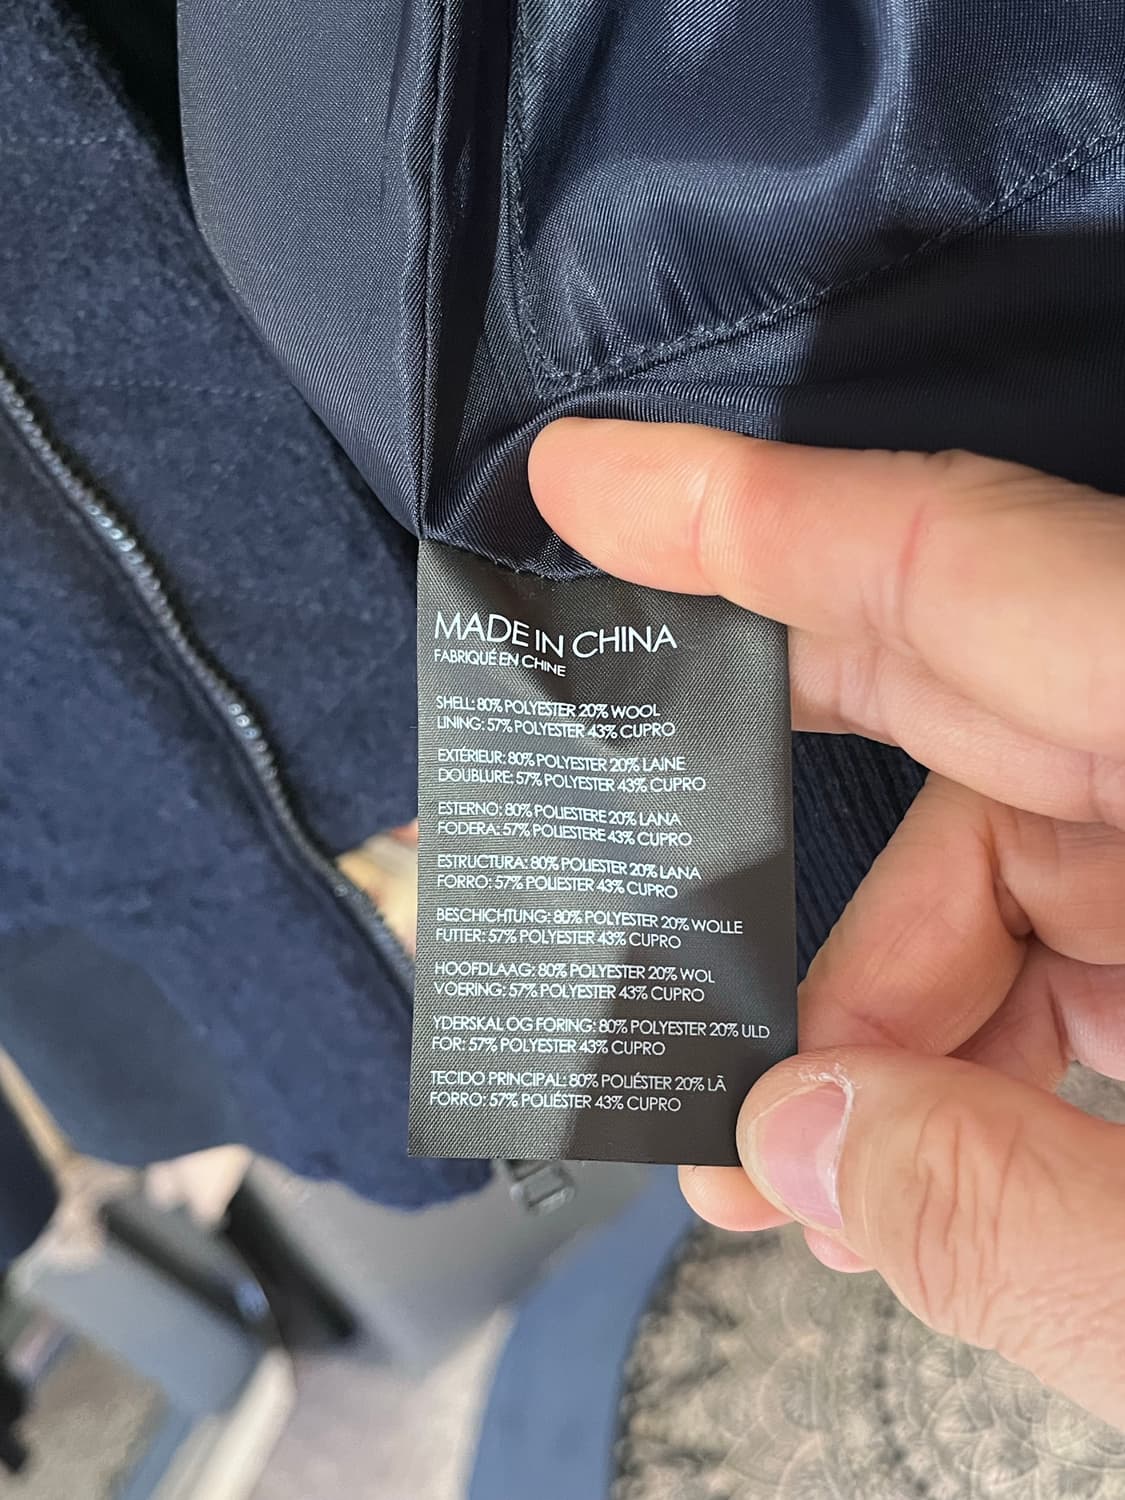 MADE IN CHINA
FABRIQUÉ EN CHINE
SHELL: 80% POLYESTER 20% WOOL
LINING: 57% POLYESTER 43% CUPRO
EXTÉRIEUR: 80% POLYESTER 20% LAINE
DOUBLURE: 57% POLYESTER 43% CUPRO
ESTERNO: 80% POLIESTERE 20% LANA
FODERA: 57% POLIESTERE 43% CUPRO
ESTRUCTURA: 80% POLIESTER 20% LANA
FORRO: 57% POLIESTER 43% CUPRO
BESCHICHTUNG: 80% POLYESTER 20% WOLLE
FUTTER: 57% POLYESTER 43% CUPRO
HOOFDLAAG: 80% POLYESTER 20% WOL
VOERING: 57% POLYESTER 43% CUPRO
YDERSKAL OG FORING: 80% POLYESTER 20% ULD
FOR: 57% POLYESTER 43% CUPRO
TECIDO PRINCIPAL: 80% POLIÉSTER 20% LÃ
FORRO: 57% POLIÉSTER 43% CUPRO